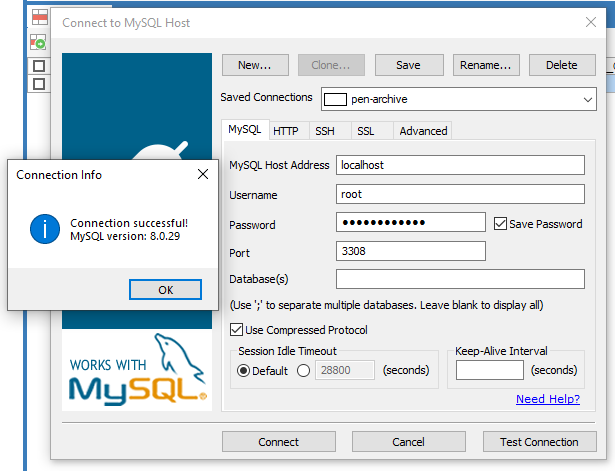 Connect to MySQL Host
New...
Clone...
Save
Rename...
Delete
Saved Connections
pen-archive
MySQL
HTTP
SSH
SSL
Advanced
MySQL Host Address
localhost
Username
root
Password
●●●●●●●●●●●●
Save Password
Port
3308
Database(s)
(Use ';' to separate multiple databases. Leave blank to display all)
Use Compressed Protocol
Session Idle Timeout
Default
28800
(seconds)
Keep-Alive Interval
(seconds)
Need Help?
Connect
Cancel
Test Connection
Connection Info
Connection successful!
MySQL version: 8.0.29
OK
WORKS WITH
MySQL®